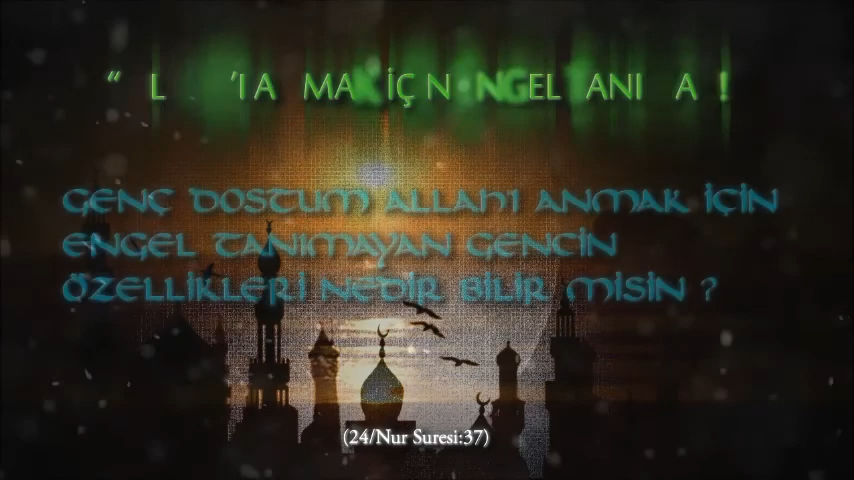 İÇ N ENGEL
GENÇ DOSTUM ALLAHI ANMAK İÇİN
ENGEL TANIMAYAN GENCİN
ÖZELLİKLERİ NEDİR BİLİR MİSİN ?
(24/Nur Suresi:37)